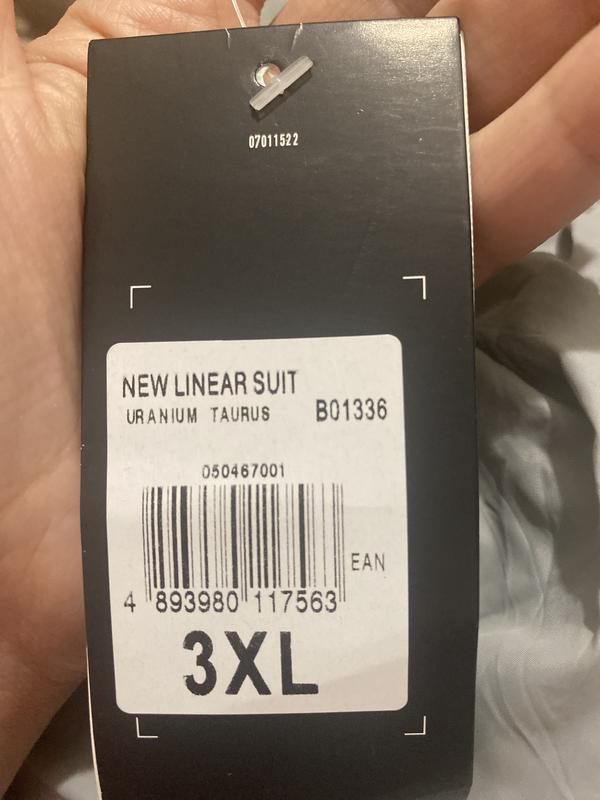 07011522
NEW LINEAR SUIT
URANIUM TAURUS B01336
050467001
EAN
4 893980 117563
3XL